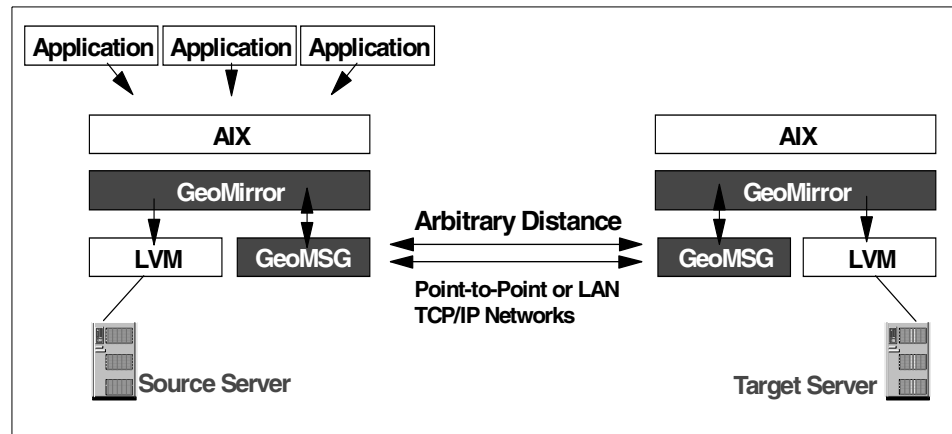 Application Application Application
AIX AIX
GeoMirror GeoMirror
Arbitrary Distance
LVM GeoMSG GeoMSG LVM
Point-to-Point or LAN
TCP/IP Networks
Source Server Target Server